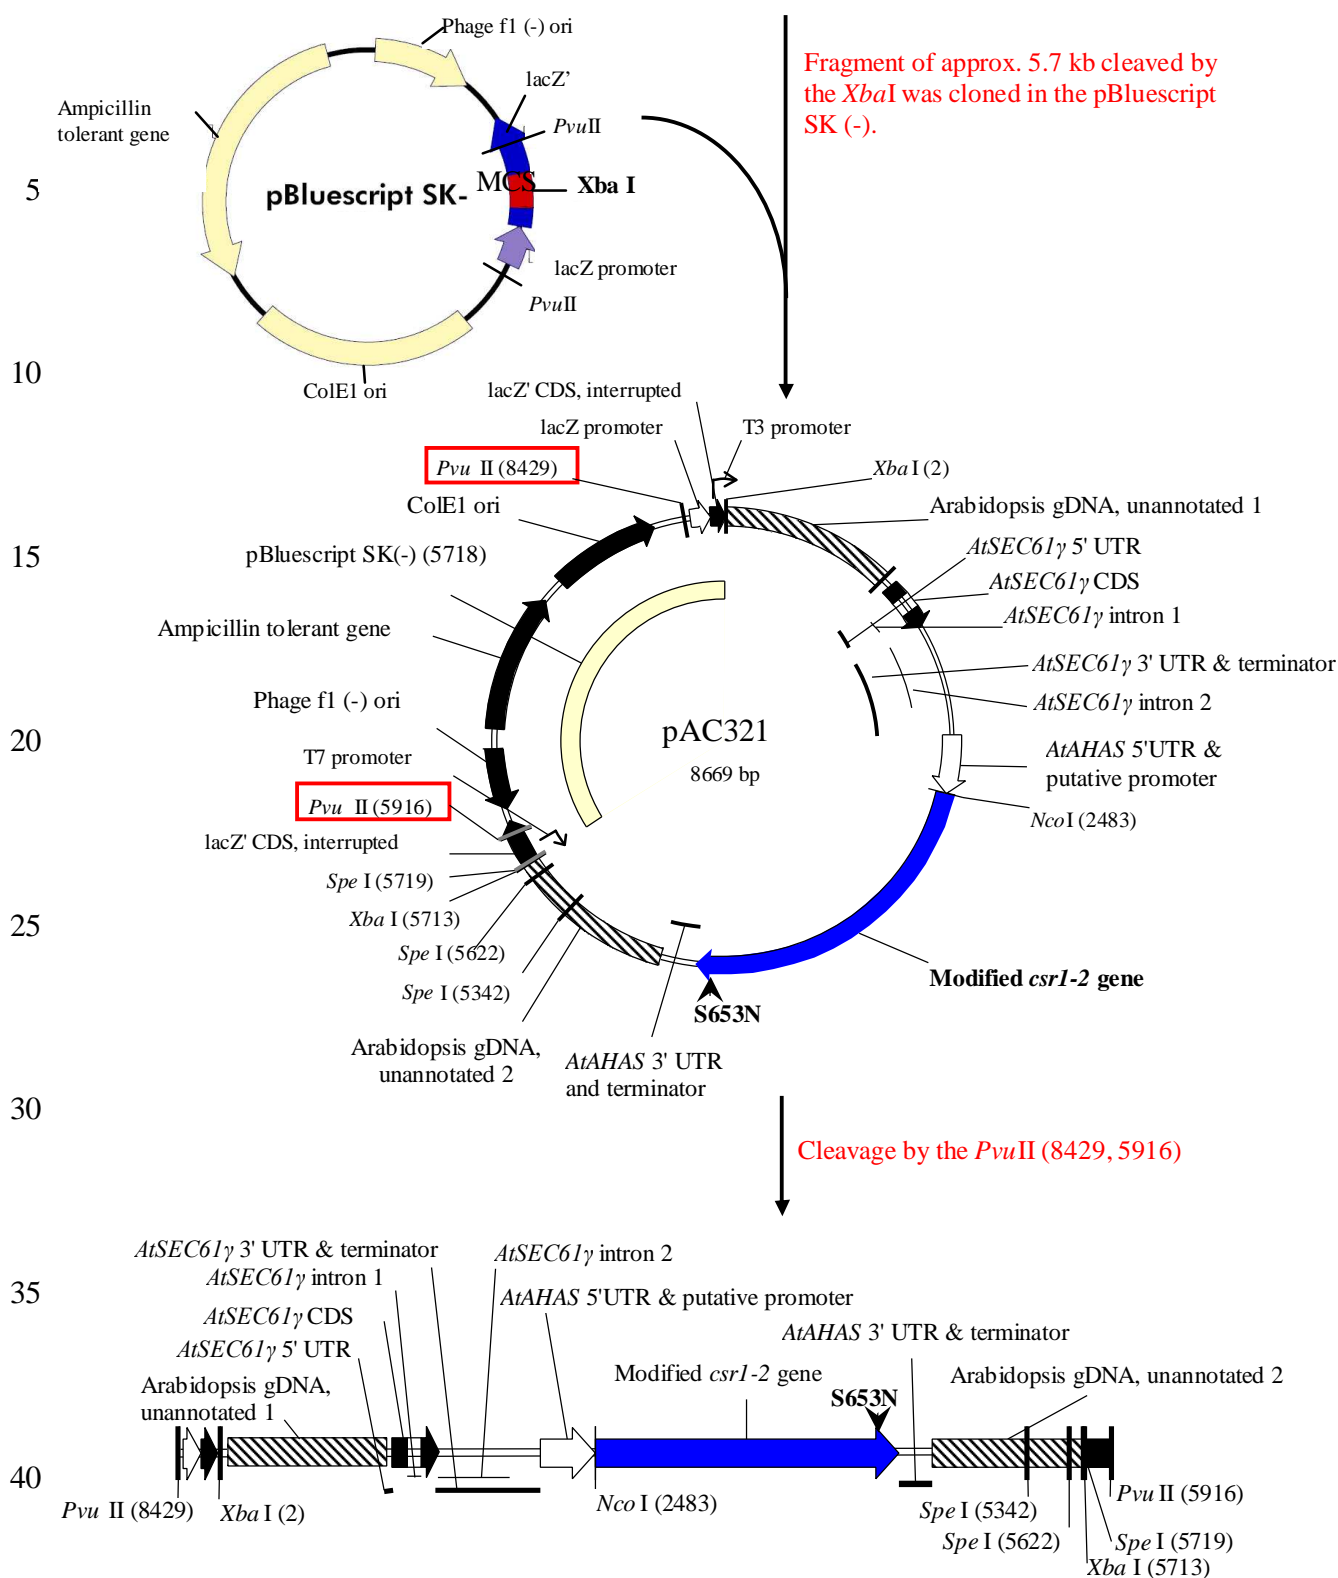 Phage f1 (-) ori
lacZ'
Ampicillin
tolerant gene
PvuII
Fragment of approx. 5.7 kb cleaved by
the XbaI was cloned in the pBluescript
SK (-).
5
pBluescript SK-
MCS
Xba I
lacZ promoter
PvuII
10
ColE1 ori
lacZ' CDS, interrupted
lacZ promoter
T3 promoter
Pvu II (8429)
Xba I (2)
ColE1 ori
Arabidopsis gDNA, unannotated 1
15
pBluescript SK(-) (5718)
AtSEC61γ 5' UTR
AtSEC61γ CDS
AtSEC61γ intron 1
Ampicillin tolerant gene
AtSEC61γ 3' UTR & terminator
Phage f1 (-) ori
AtSEC61γ intron 2
20
pAC321
8669 bp
T7 promoter
AtAHAS 5'UTR &
putative promoter
Pvu II (5916)
NcoI (2483)
lacZ' CDS, interrupted
Spe I (5719)
Xba I (5713)
25
Spe I (5622)
Spe I (5342)
Modified csr1-2 gene
S653N
Arabidopsis gDNA,
unannotated 2
AtAHAS 3' UTR
and terminator
30
Cleavage by the PvuII (8429, 5916)
AtSEC61γ 3' UTR & terminator
AtSEC61γ intron 2
35
AtSEC61γ intron 1
AtAHAS 5'UTR & putative promoter
AtSEC61γ CDS
AtAHAS 3' UTR & terminator
AtSEC61γ 5' UTR
Arabidopsis gDNA,
unannotated 1
Modified csr1-2 gene
S653N
Arabidopsis gDNA, unannotated 2
40
Pvu II (8429)
Xba I (2)
Nco I (2483)
Spe I (5342)
Pvu II (5916)
Spe I (5622)
Spe I (5719)
Xba I (5713)